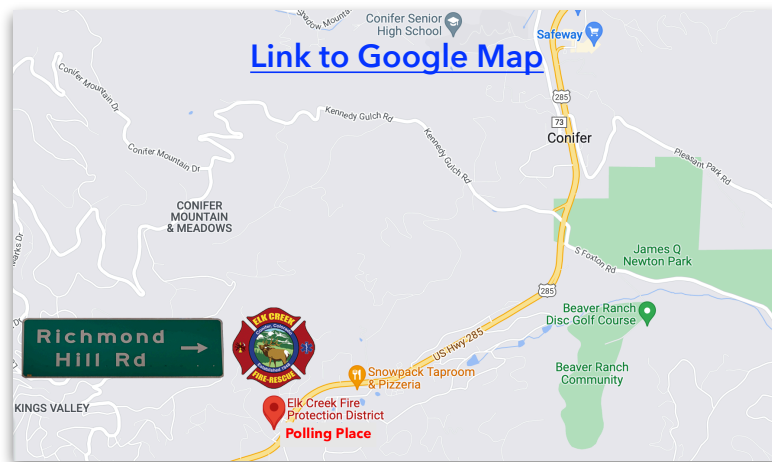 Shadow Mountain
Conifer Senior
High School
Safeway
Link to Google Map
Conifer Mountain Dr
285
73
Conifer
Kennedy Gulch Rd
Kennedy Gulch Rd
Pleasant Park Rd
Conifer Mountain Dr
CONIFER
MOUNTAIN
& MEADOWS
James Q
Newton Park
S Foxton Rd
285
Beaver Ranch
Disc Golf Course
Richmond
Hill Rd
ELK CREEK
FIRE-RESCUE
US Hwy 285
Snowpack Taproom
& Pizzeria
Beaver Ranch
Community
KINGS VALLEY
Elk Creek Fire
Protection District
Polling Place